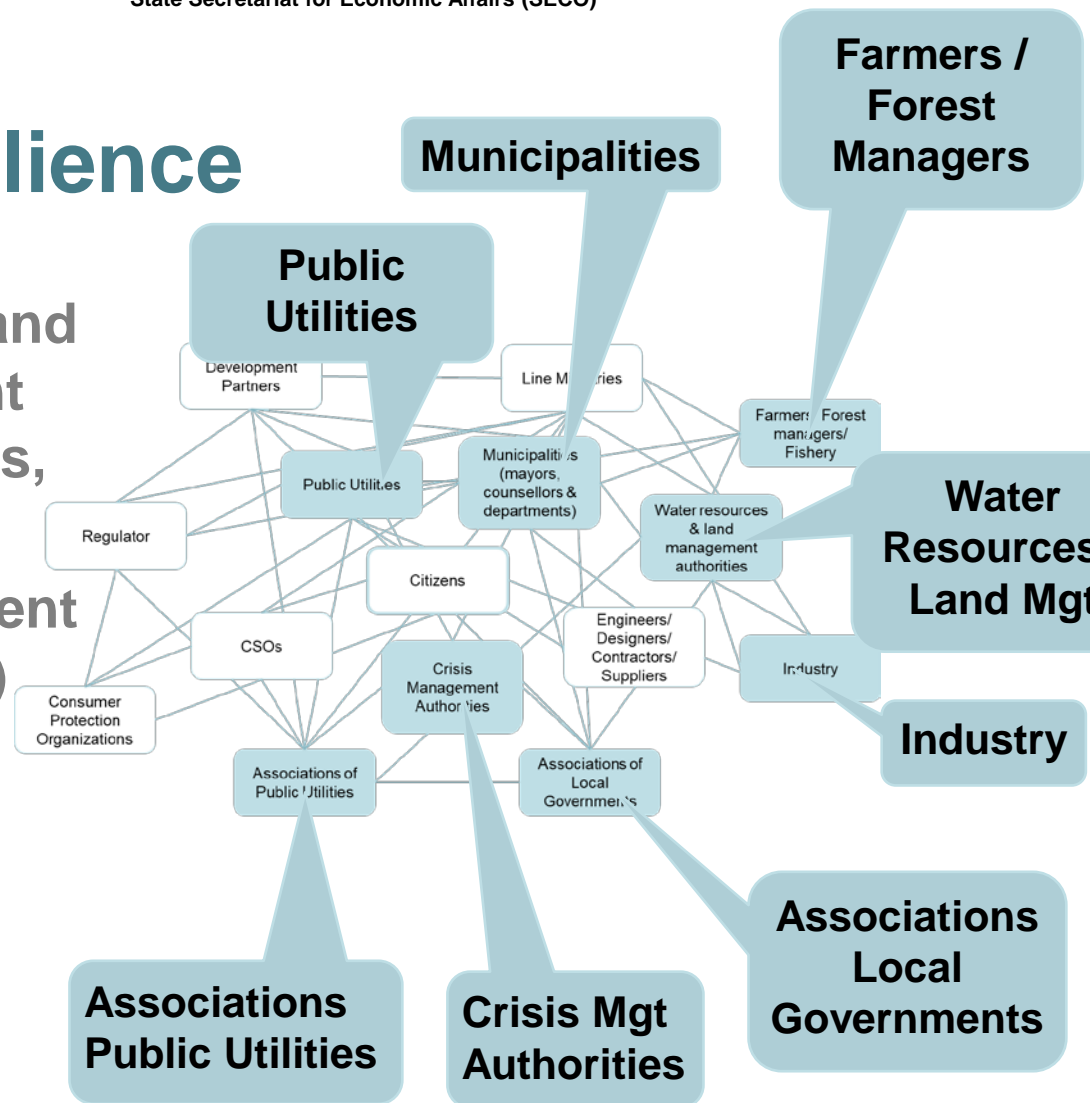 State Secretariat for Economic Affairs (SECO)
lience
and
nt
s,
ent
)
Farmers /
Forest
Managers
Municipalities
Public
Utilities
Development
Partners
Line M
ries
Farmers
Forest
managers/
Fishery
Public Utilites
Municipalities
(mayors,
counsellors &
departments)
Water resources
& land
management
authorities
Water
Resources
Land Mgt
Regulator
Citizens
CSOs
Engineers/
Designers/
Contractors/
Suppliers
Crisis
Management
Authorities
Industry
Consumer
Protection
Organizations
Industry
Associations of
Public Utilities
Associations of
Local
Governments
Associations
Local
Governments
Associations
Public Utilities
Crisis Mgt
Authorities